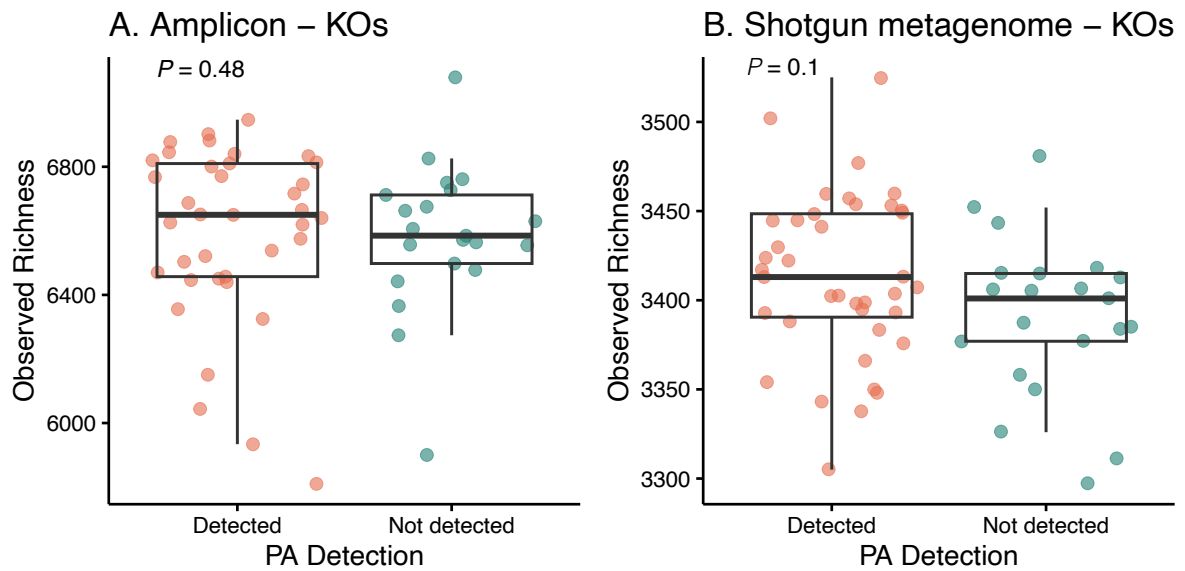 A. Amplicon – KOs
P = 0.48
Observed Richness
6800
6400
6000
Detected
Not detected
PA Detection
B. Shotgun metagenome – KOs
P = 0.1
Observed Richness
3500
3450
3400
3350
3300
Detected
Not detected
PA Detection